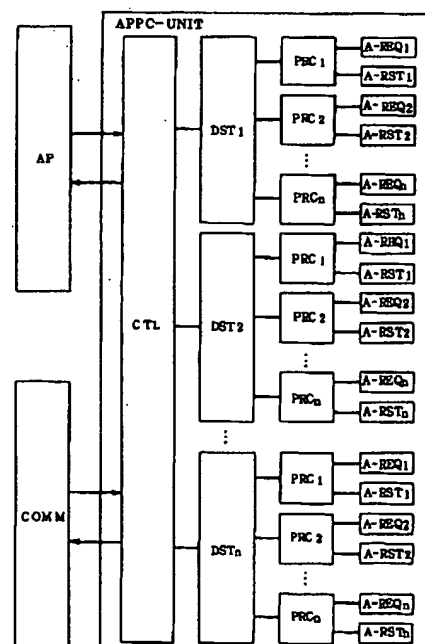 APPC-UNIT
AP
COMM
CTL
DST1
PRC1
A-REQ1
A-RST1
PRC2
A-REQ2
A-RST2
⋮
PRCn
A-REQn
A-RSTn
DST2
PRC1
A-REQ1
A-RST1
PRC2
A-REQ2
A-RST2
⋮
PRCn
A-REQn
A-RSTn
⋮
DSTn
PRC1
A-REQ1
A-RST1
PRC2
A-REQ2
A-RST2
⋮
PRCn
A-REQn
A-RSTn